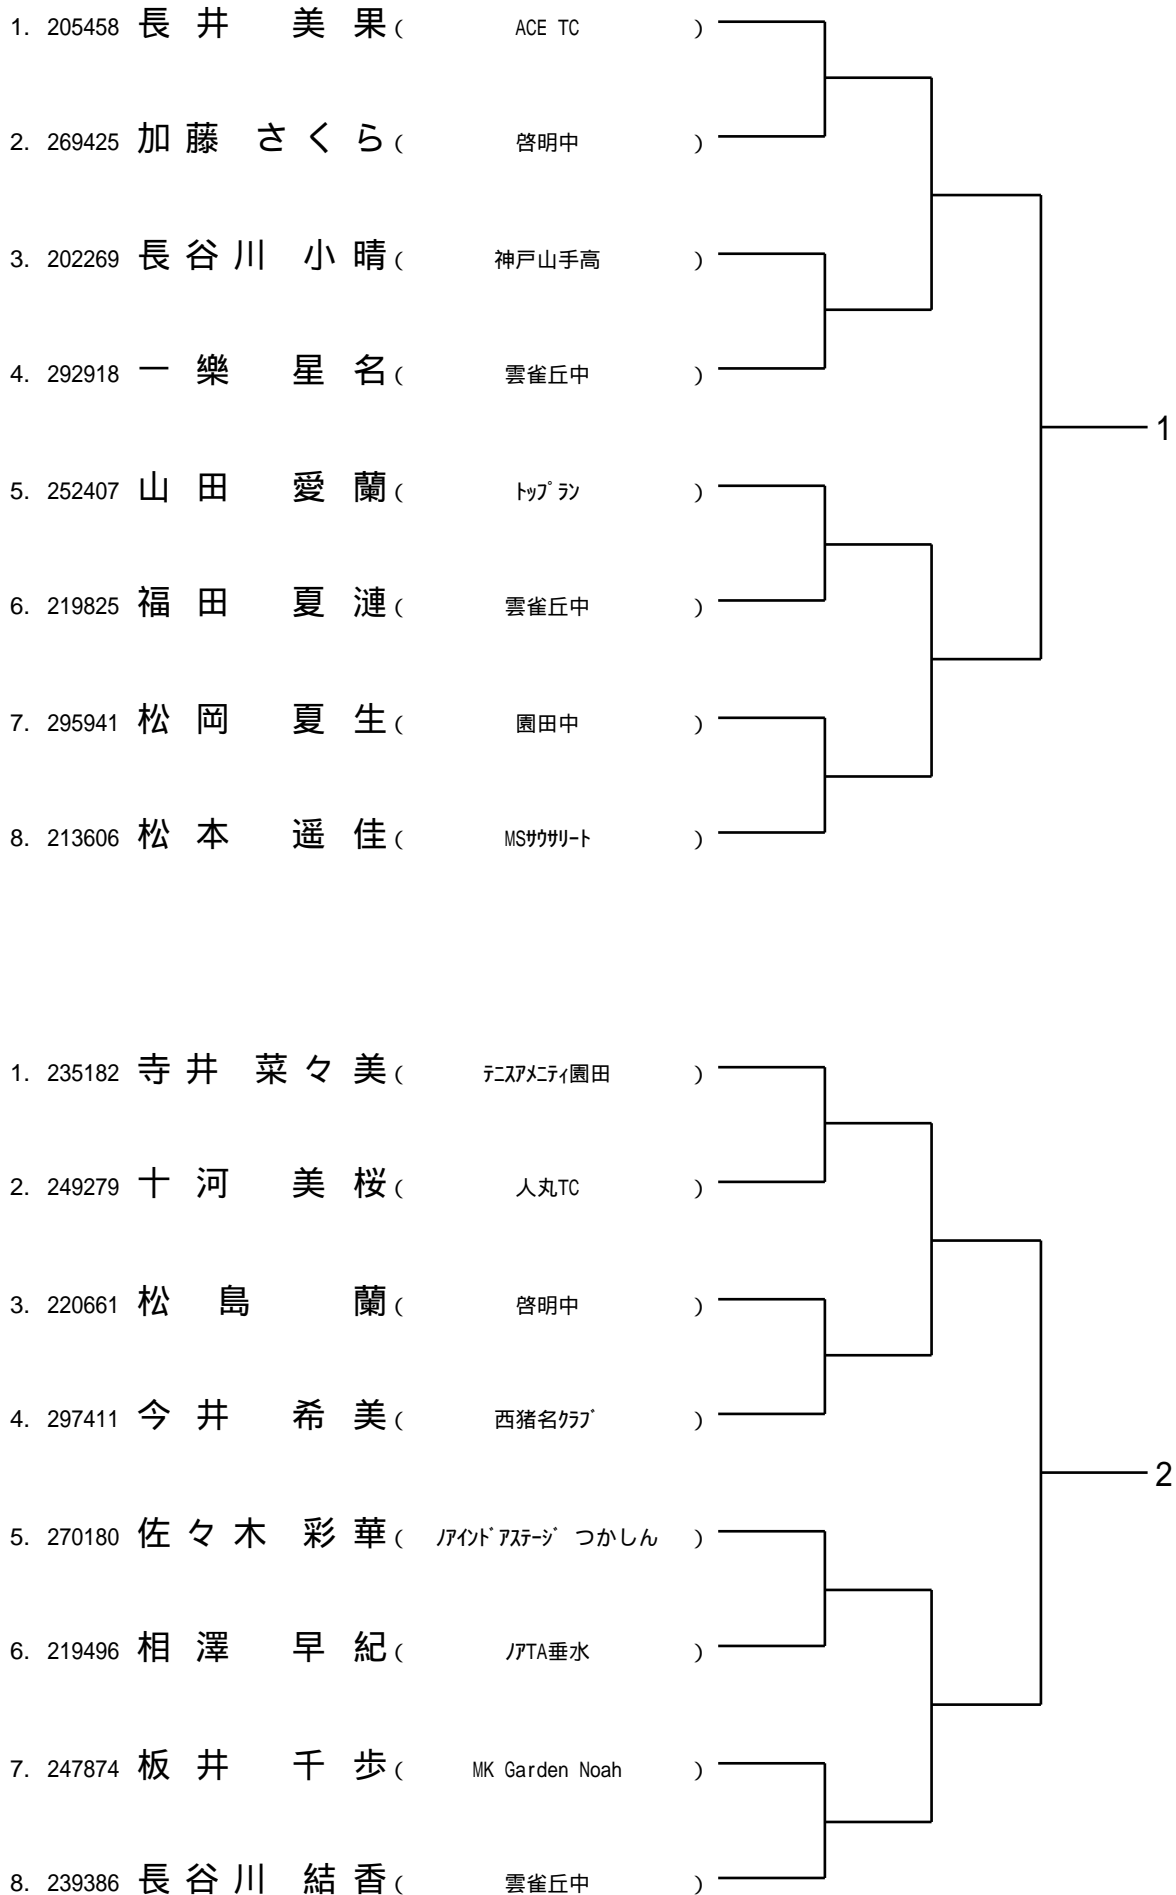 1. 205458 長井 美果( ACE TC )
2. 269425 加藤 さくら( 啓明中 )
3. 202269 長谷川 小晴( 神戸山手高 )
4. 292918 一樂 星名( 雲雀丘中 )
1
5. 252407 山田 愛蘭( ﾄｯﾌﾟﾗﾝ )
6. 219825 福田 夏漣( 雲雀丘中 )
7. 295941 松岡 夏生( 園田中 )
8. 213606 松本 遥佳( MSｻｳｻﾘｰﾄ )
1. 235182 寺井 菜々美( ﾃﾆｽｱﾒﾆﾃｨ園田 )
2. 249279 十河 美桜( 人丸TC )
3. 220661 松島 蘭( 啓明中 )
4. 297411 今井 希美( 西猪名ｸﾗﾌﾞ )
2
5. 270180 佐々木 彩華( ﾉｱｲﾝﾄﾞｱｽﾃｰｼﾞ つかしん )
6. 219496 相澤 早紀( ﾉｱTA垂水 )
7. 247874 板井 千歩( MK Garden Noah )
8. 239386 長谷川 結香( 雲雀丘中 )